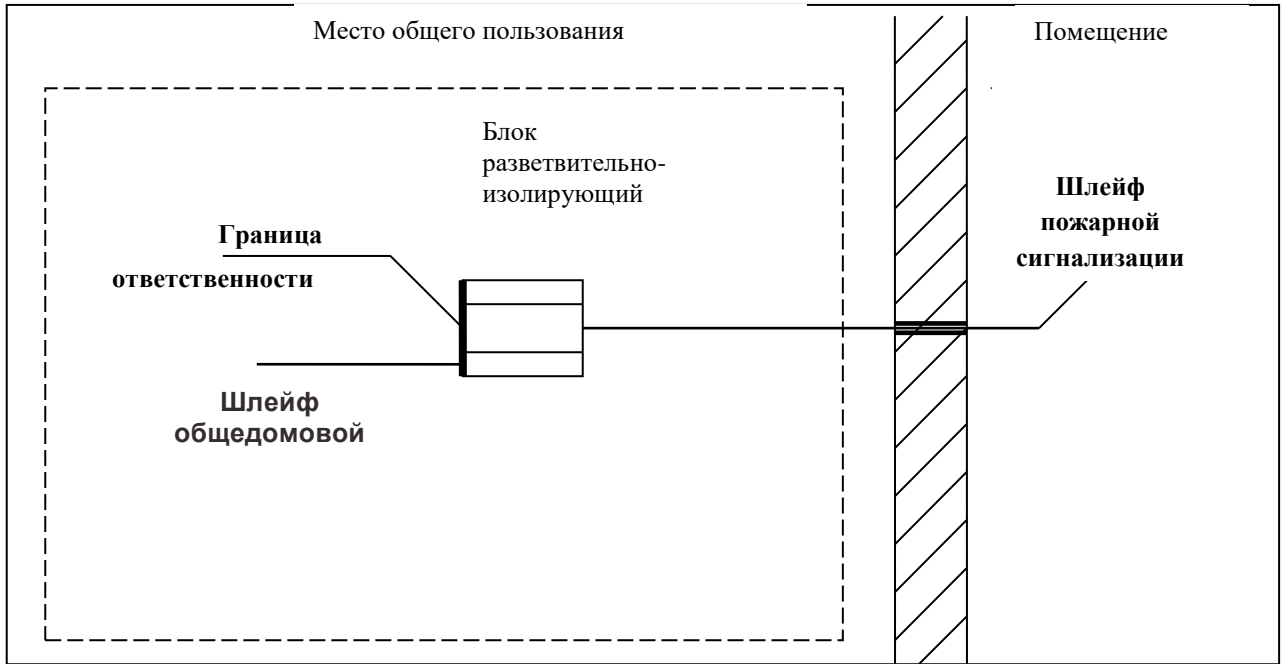 Место общего пользования
Помещение
Блок
разветвительно-
изолирующий
Граница
ответственности
Шлейф
пожарной
сигнализации
Шлейф
общедомовой